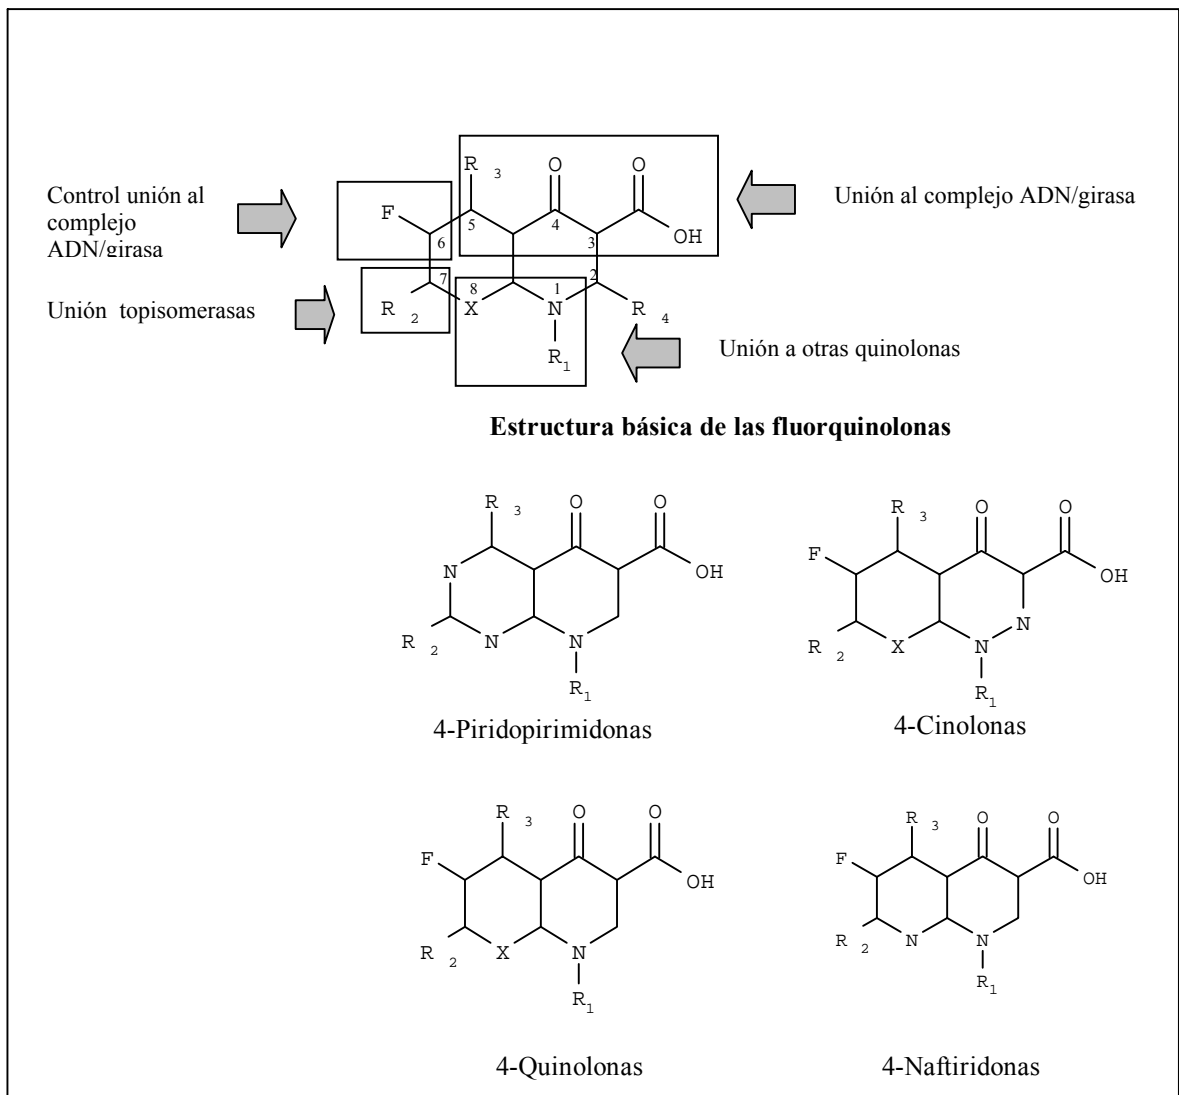 R 3 O O
Control unión al
complejo
ADN/girasa
Unión al complejo ADN/girasa
F 5 4 3 OH
6
7 8 1 2
Unión topisomerasas
R 2 X N R 4
R1
Unión a otras quinolonas
Estructura básica de las fluorquinolonas
R 3 O O
N OH
R 2 N N
R1
4-Piridopirimidonas
R 3 O O
F OH
N
R 2 X N
R1
4-Cinolonas
R 3 O O
F OH
R 2 X N
R1
4-Quinolonas
R 3 O O
F OH
R 2 N N
R1
4-Naftiridonas